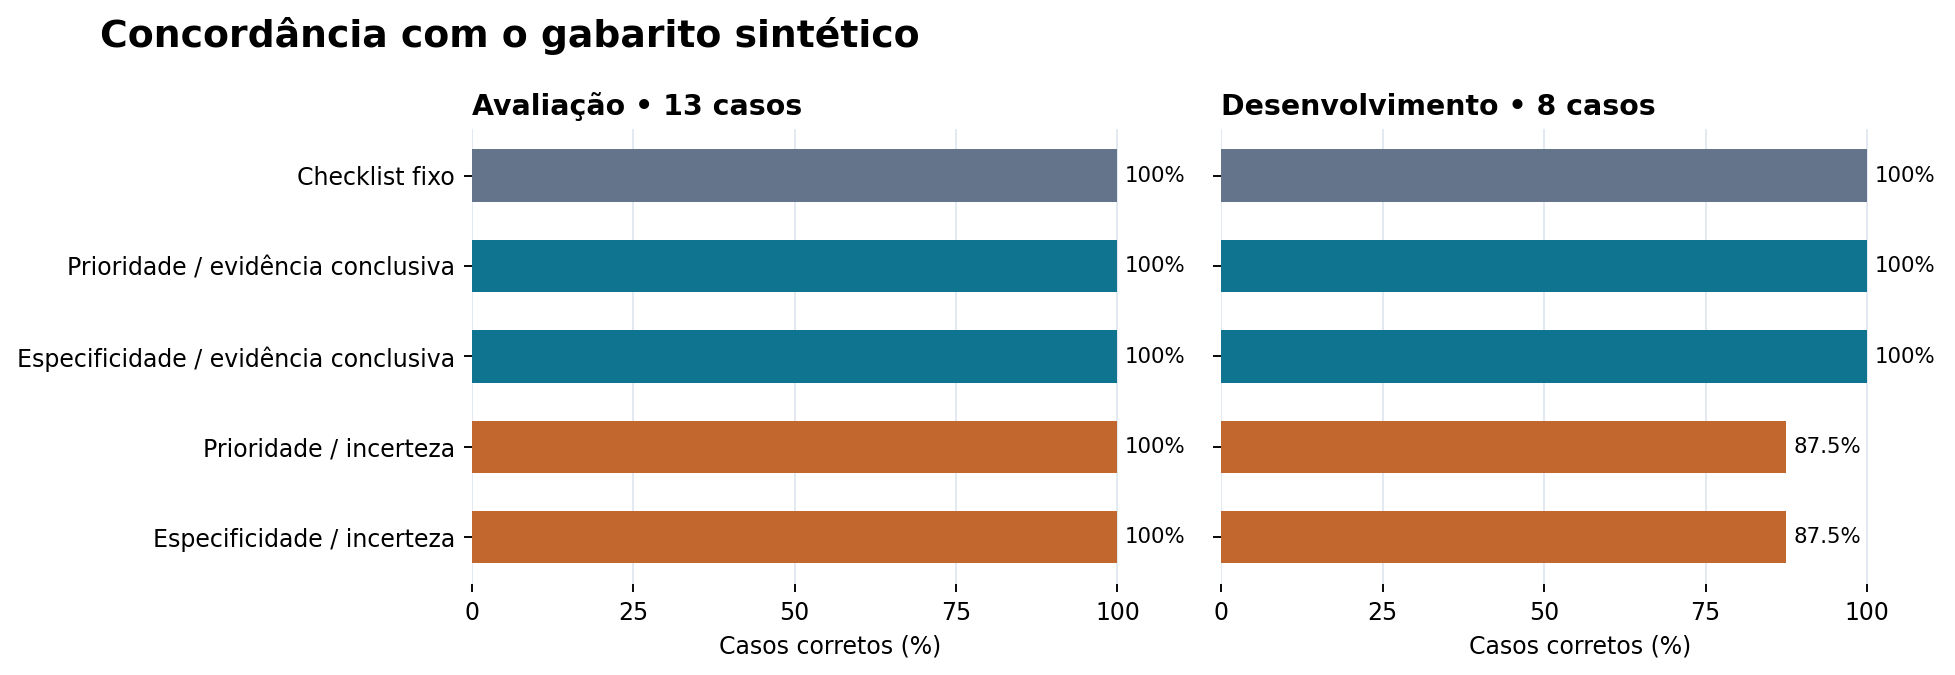 Concordância com o gabarito sintético
Avaliação • 13 casos
Checklist fixo
100%
Prioridade / evidência conclusiva
100%
Especificidade / evidência conclusiva
100%
Prioridade / incerteza
100%
Especificidade / incerteza
100%
0 25 50 75 100
Casos corretos (%)
Desenvolvimento • 8 casos
100%
100%
100%
87.5%
87.5%
0 25 50 75 100
Casos corretos (%)